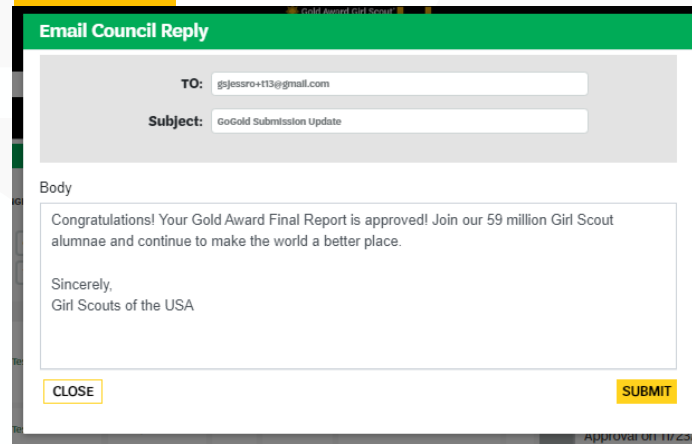 Gold Award Girl Scout
Email Council Reply
TO: gsjessro+t13@gmail.com
Subject: GoGold Submission Update
Body
Congratulations! Your Gold Award Final Report is approved! Join our 59 million Girl Scout
alumnae and continue to make the world a better place.
Sincerely,
Girl Scouts of the USA
CLOSE
SUBMIT
Approval on 11/23